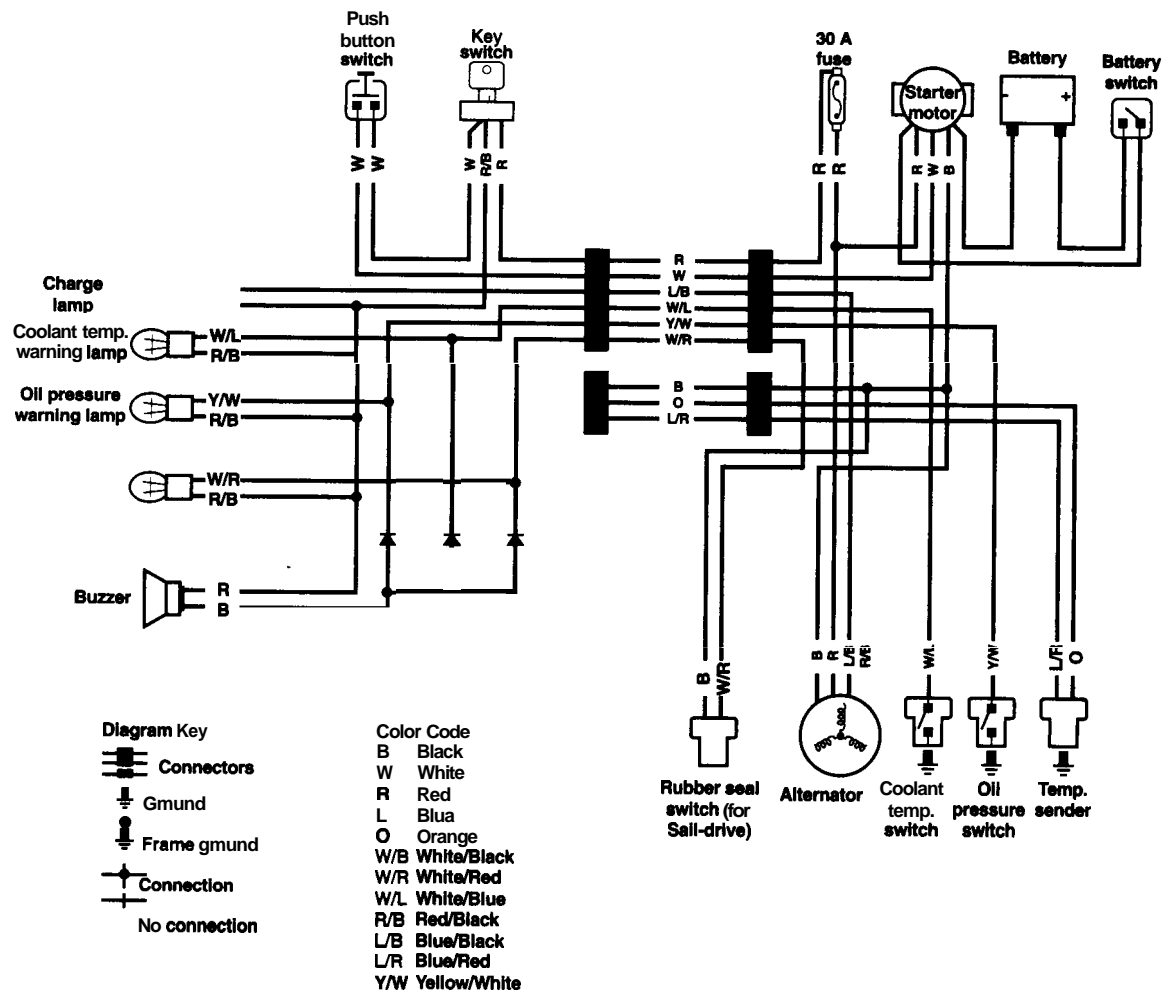 Push
button
switch
Key
switch
30 A
fuse
Starter
motor
Battery
- +
Battery
switch
W
W
W
R/B
R
R
R
R
W
B
R
W
L/B
W/L
Y/W
W/R
B
O
L/R
Charge
lamp
Coolant temp.
warning lamp
W/L
R/B
Oil pressure
warning lamp
Y/W
R/B
W/R
R/B
Buzzer
R
B
B
W/R
B
R
L/B
R/B
W/L
Y/W
L/R
O
Rubber seal
switch (for
Sail-drive)
Alternator
Coolant
temp.
switch
Oil
pressure
switch
Temp.
sender
Diagram Key
Connectors
Gmund
Frame gmund
Connection
No connection
Color Code
B Black
W White
R Red
L Blua
O Orange
W/B White/Black
W/R White/Red
W/L White/Blue
R/B Red/Black
L/B Blue/Black
L/R Blue/Red
Y/W Yellow/White